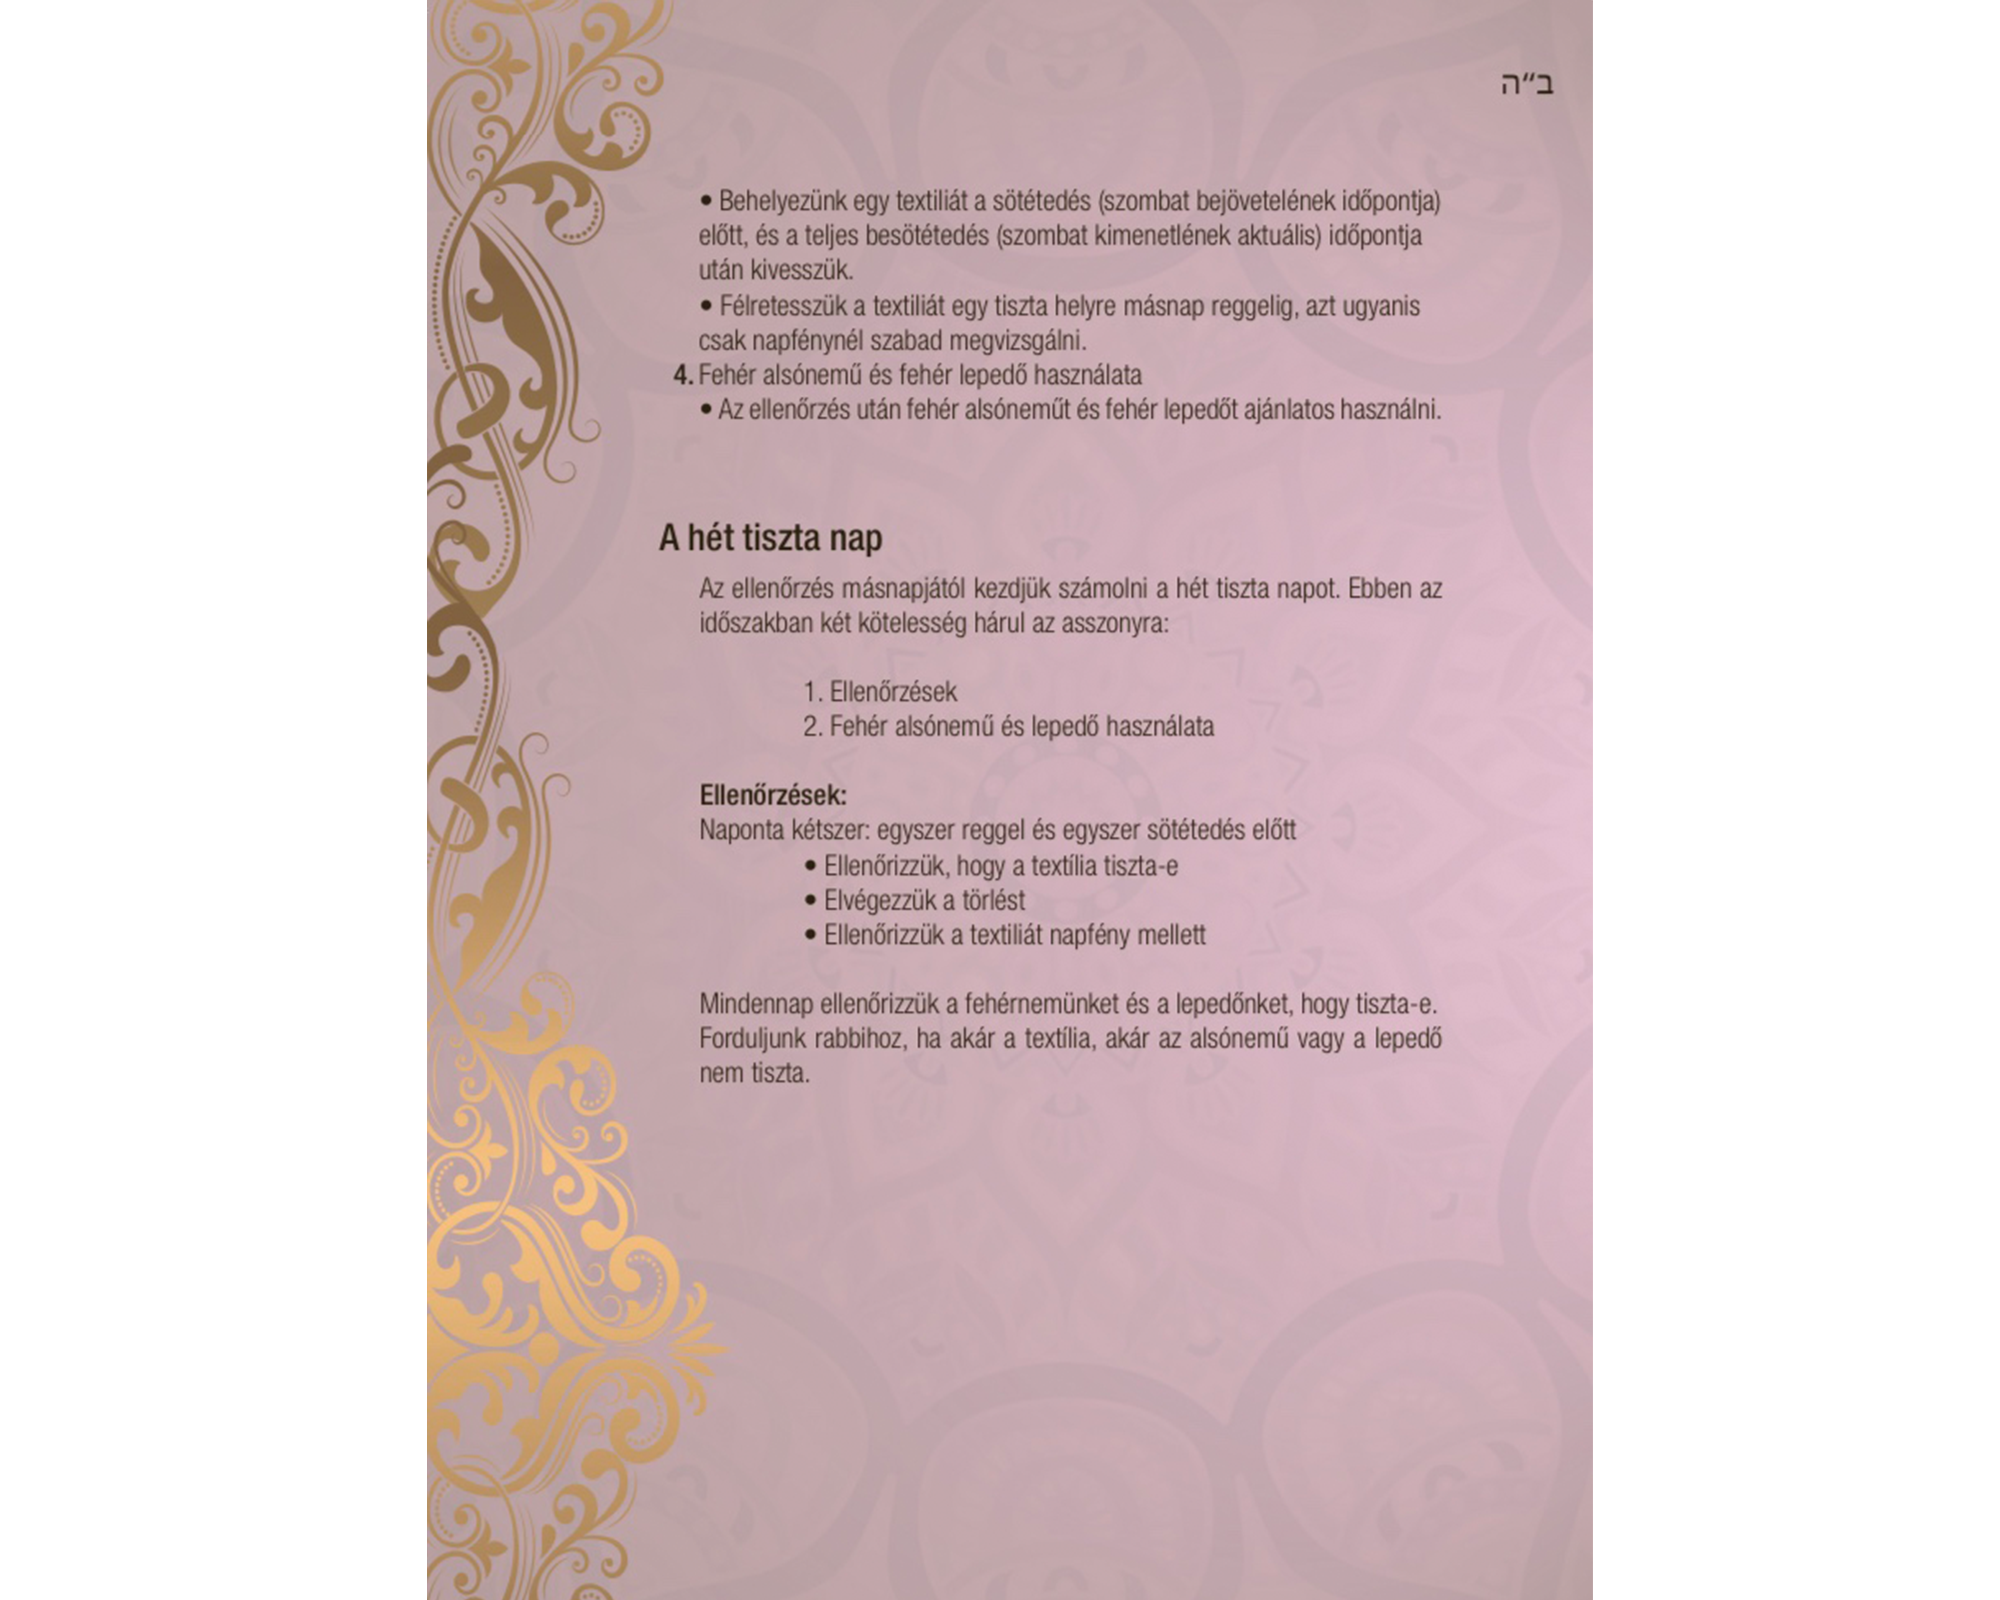 ב״ה
• Behelyezünk egy textiliát a sötétedés (szombat bejövetelének időpontja)
előtt, és a teljes besötétedés (szombat kimenetlének aktuális) időpontja
után kivesszük.
• Félretesszük a textiliát egy tiszta helyre másnap reggelig, azt ugyanis
csak napfénynél szabad megvizsgálni.
4. Fehér alsónemű és fehér lepedő használata
• Az ellenőrzés után fehér alsóneműt és fehér lepedőt ajánlatos használni.
A hét tiszta nap
Az ellenőrzés másnapjától kezdjük számolni a hét tiszta napot. Ebben az
időszakban két kötelesség hárul az asszonyra:
1. Ellenőrzések
2. Fehér alsónemű és lepedő használata
Ellenőrzések:
Naponta kétszer: egyszer reggel és egyszer sötétedés előtt
• Ellenőrizzük, hogy a textília tiszta-e
• Elvégezzük a törlést
• Ellenőrizzük a textiliát napfény mellett
Mindennap ellenőrizzük a fehérnemünket és a lepedőnket, hogy tiszta-e.
Forduljunk rabbihoz, ha akár a textília, akár az alsónemű vagy a lepedő
nem tiszta.